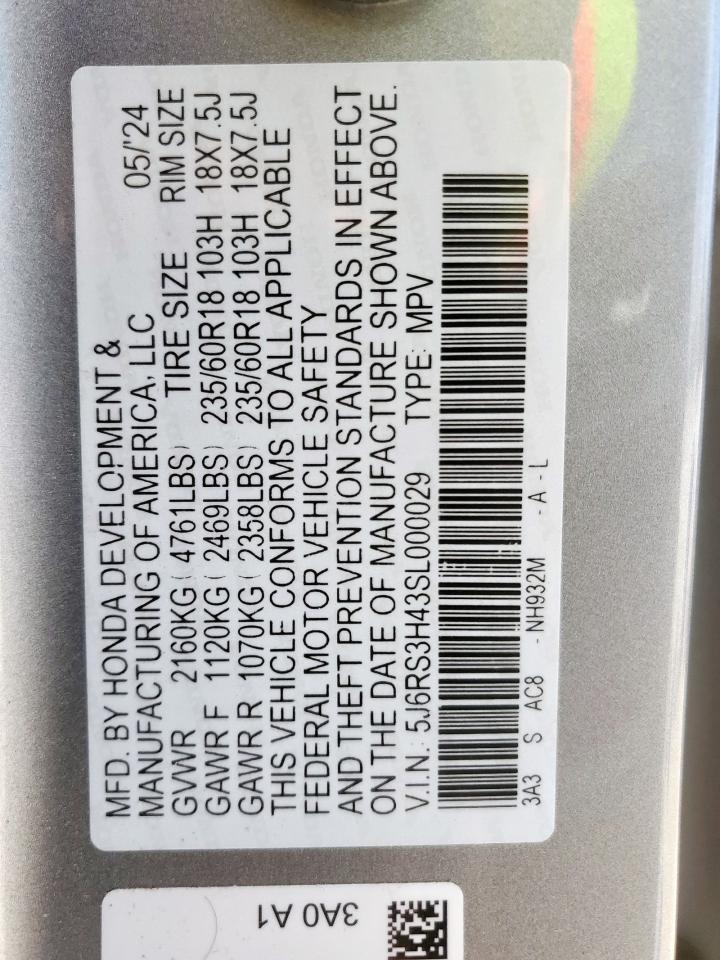 MFD. BY HONDA DEVELOPMENT &
MANUFACTURING OF AMERICA, LLC 05/'24
GVWR 2160KG ( 4761LBS) TIRE SIZE RIM SIZE
GAWR F 1120KG ( 2469LBS) 235/60R18 103H 18X7.5J
GAWR R 1070KG ( 2358LBS) 235/60R18 103H 18X7.5J
THIS VEHICLE CONFORMS TO ALL APPLICABLE
FEDERAL MOTOR VEHICLE SAFETY
AND THEFT PREVENTION STANDARDS IN EFFECT
ON THE DATE OF MANUFACTURE SHOWN ABOVE.
V.I.N.: 5J6RS3H43SL000029 TYPE: MPV
3A3 S AC8 - NH932M - A - L
3A0 A1